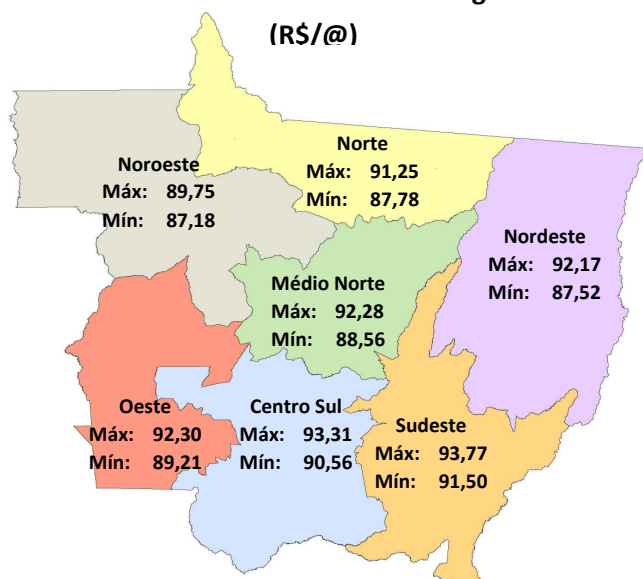 (R$/@)
Norte
Máx: 91,25
Mín: 87,78
Noroeste
Máx: 89,75
Mín: 87,18
Nordeste
Máx: 92,17
Mín: 87,52
Médio Norte
Máx: 92,28
Mín: 88,56
Oeste
Máx: 92,30
Mín: 89,21
Centro Sul
Máx: 93,31
Mín: 90,56
Sudeste
Máx: 93,77
Mín: 91,50